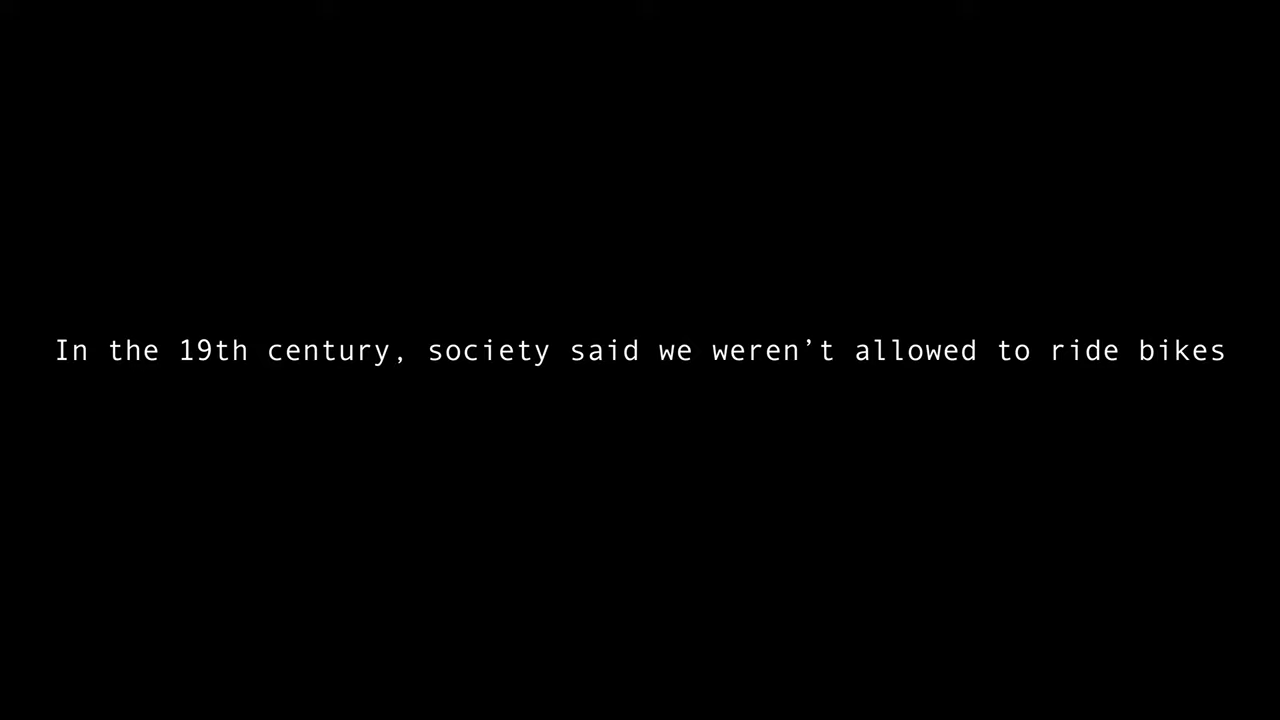 In the 19th century, society said we weren’t allowed to ride bikes